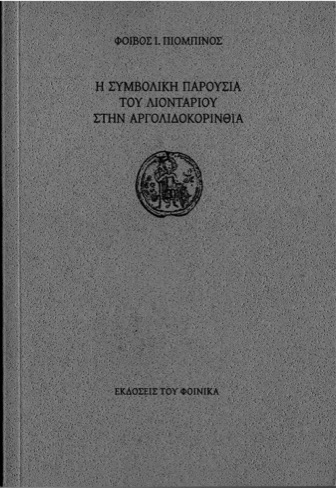 ΦΟΙΒΟΣ Ι. ΠΙΟΜΠΙΝΟΣ
Η ΣΥΜΒΟΛΙΚΗ ΠΑΡΟΥΣΙΑ
ΤΟΥ ΛΙΟΝΤΑΡΙΟΥ
ΣΤΗΝ ΑΡΓΟΛΙΔΟΚΟΡΙΝΘΙΑ
ΕΚΔΟΣΕΙΣ ΤΟΥ ΦΟΙΝΙΚΑ